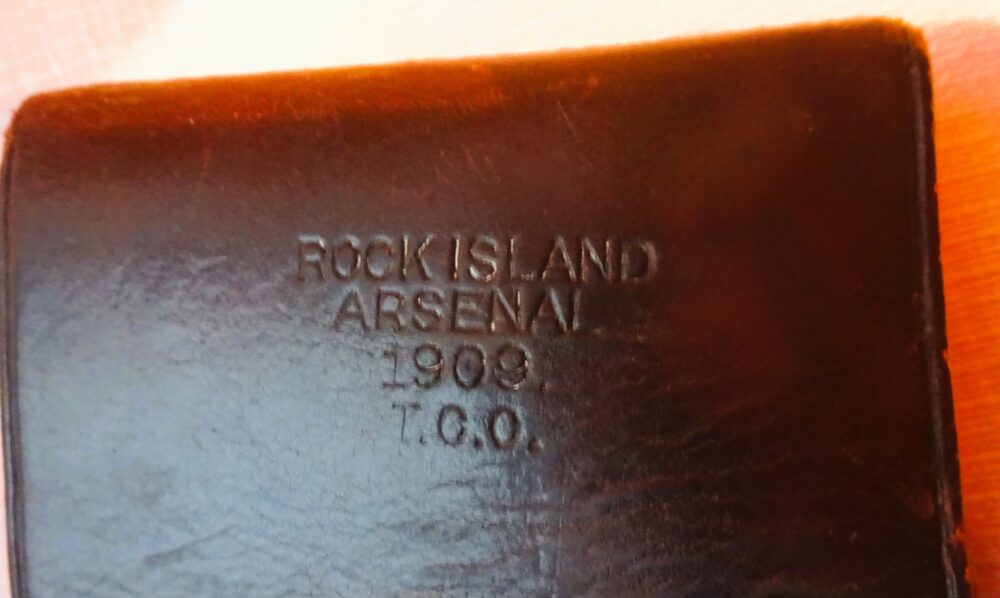 ROCK ISLAND
ARSENAL
1909.
T.C.O.